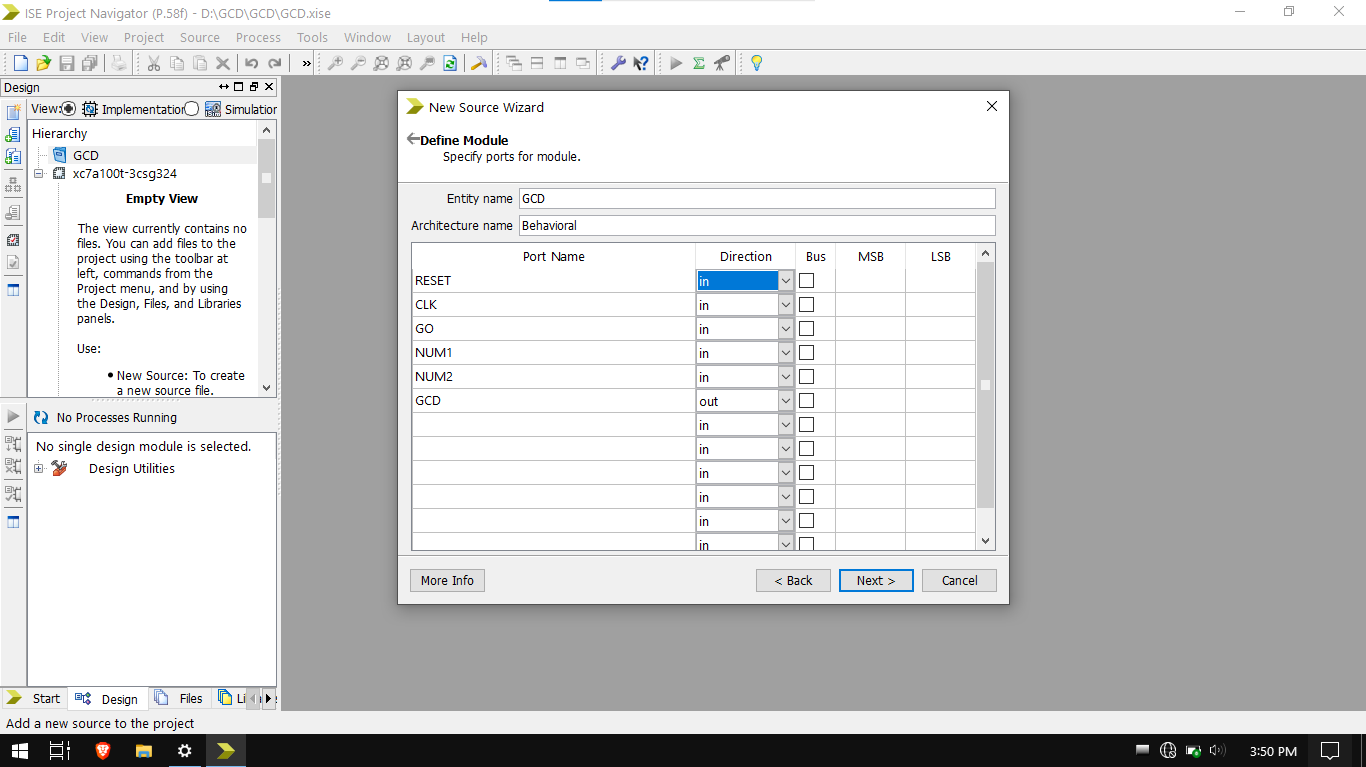 ISE Project Navigator (P.58f) - D:\GCD\GCD\GCD.xise
File Edit View Project Source Process Tools Window Layout Help
»
Design
View: Implementation Simulation
Hierarchy
GCD
xc7a100t-3csg324
Empty View
The view currently contains no
files. You can add files to the
project using the toolbar at
left, commands from the
Project menu, and by using
the Design, Files, and Libraries
panels.
Use:
• New Source: To create
a new source file.
No Processes Running
No single design module is selected.
Design Utilities
Start Design Files
Add a new source to the project
New Source Wizard
Define Module
Specify ports for module.
Entity name GCD
Architecture name Behavioral
Port Name Direction Bus MSB LSB
RESET in
CLK in
GO in
NUM1 in
NUM2 in
GCD out
in
in
in
in
in
in
More Info < Back Next > Cancel
3:50 PM